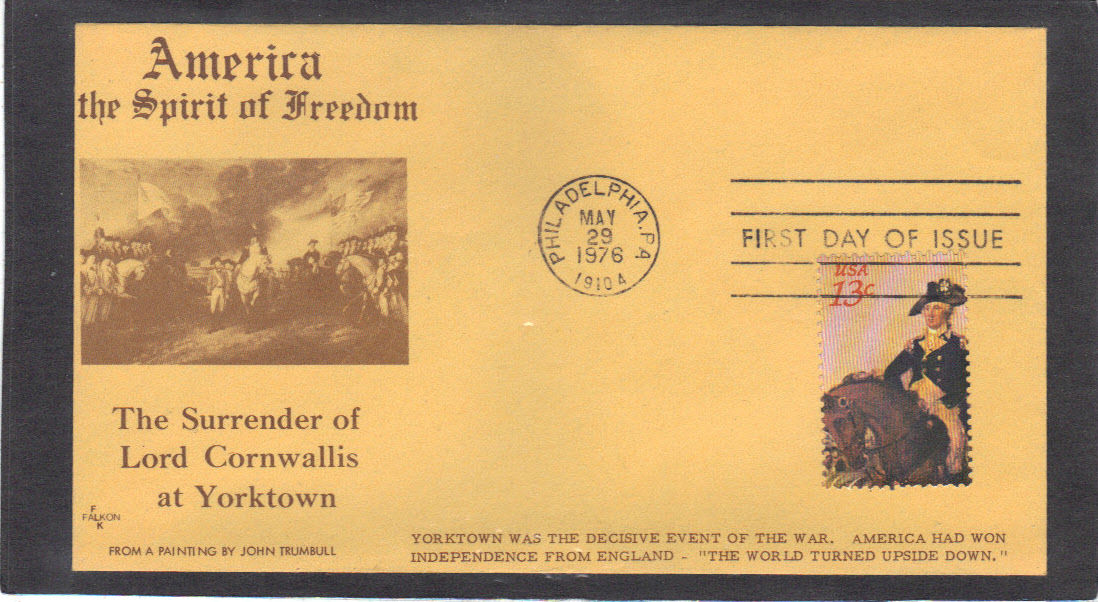 America
the Spirit of Freedom
PHILADELPHIA. PA
MAY
29
1976
1910A
FIRST DAY OF ISSUE
USA
13c
The Surrender of
Lord Cornwallis
at Yorktown
F
FALKON
K
FROM A PAINTING BY JOHN TRUMBULL
YORKTOWN WAS THE DECISIVE EVENT OF THE WAR. AMERICA HAD WON
INDEPENDENCE FROM ENGLAND - "THE WORLD TURNED UPSIDE DOWN."